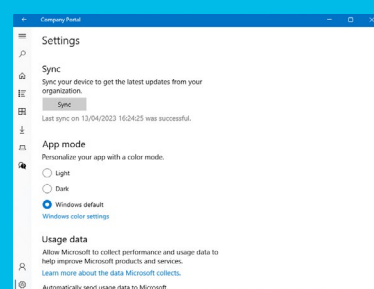 Company Portal
Settings
Sync
Sync your device to get the latest updates from your
organization.
Sync
Last sync on 13/04/2023 16:24:25 was successful.
App mode
Personalize your app with a color mode.
Light
Dark
Windows default
Windows color settings
Usage data
Allow Microsoft to collect performance and usage data to
help improve Microsoft products and services.
Learn more about the data Microsoft collects.
Automatically send usage data to Microsoft